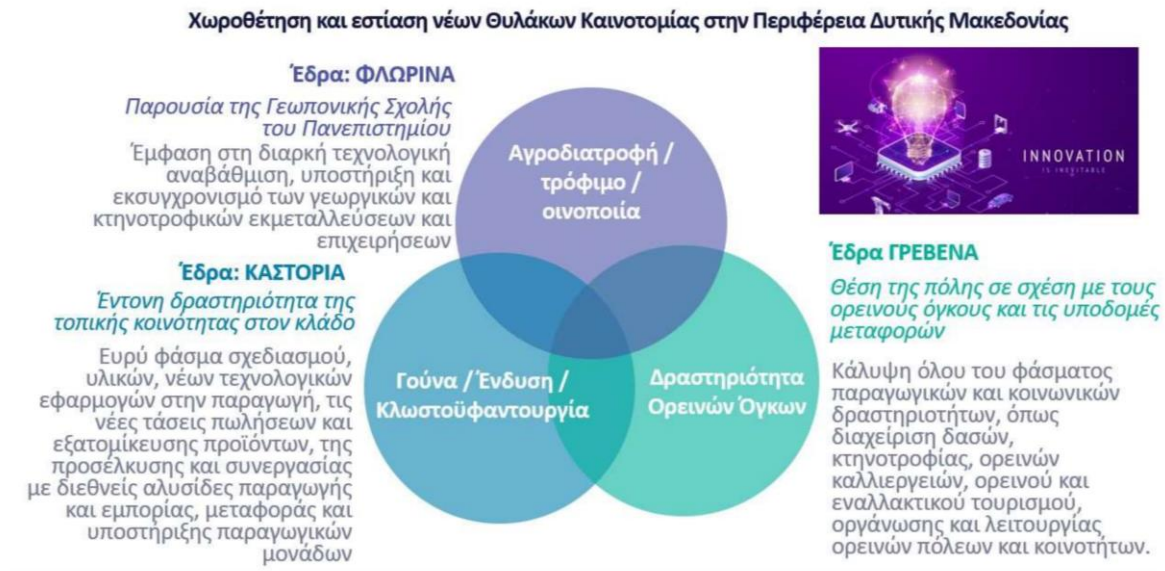 Χωροθέτηση και εστίαση νέων Θυλάκων Καινοτομίας στην Περιφέρεια Δυτικής Μακεδονίας
Έδρα: ΦΛΩΡΙΝΑ
Παρουσία της Γεωπονικής Σχολής
του Πανεπιστημίου
Έμφαση στη διαρκή τεχνολογική
αναβάθμιση, υποστήριξη και
εκσυγχρονισμό των γεωργικών και
κτηνοτροφικών εκμεταλλεύσεων και
επιχειρήσεων
Αγροδιατροφή /
τρόφιμο /
οινοποιία
INNOVATION
IS INEVITABLE
Έδρα: ΚΑΣΤΟΡΙΑ
Έντονη δραστηριότητα της
τοπικής κοινότητας στον κλάδο
Ευρύ φάσμα σχεδιασμού,
υλικών, νέων τεχνολογικών
εφαρμογών στην παραγωγή, τις
νέες τάσεις πωλήσεων και
εξατομίκευσης προϊόντων, της
προσέλκυσης και συνεργασίας
με διεθνείς αλυσίδες παραγωγής
και εμπορίας, μεταφοράς και
υποστήριξης παραγωγικών
μονάδων
Γούνα / Ένδυση /
Κλωστοϋφαντουργία
Δραστηριότητα
Ορεινών Όγκων
Έδρα ΓΡΕΒΕΝΑ
Θέση της πόλης σε σχέση με τους
ορεινους όγκους και τις υποδομές
μεταφορών
Κάλυψη όλου του φάσματος
παραγωγικών και κοινωνικών
δραστηριοτήτων, όπως
διαχείριση δασών,
κτηνοτροφίας, ορεινών
καλλιεργειών, ορεινού και
εναλλακτικού τουρισμού,
οργάνωσης και λειτουργίας
ορεινών πόλεων και κοινοτήτων.